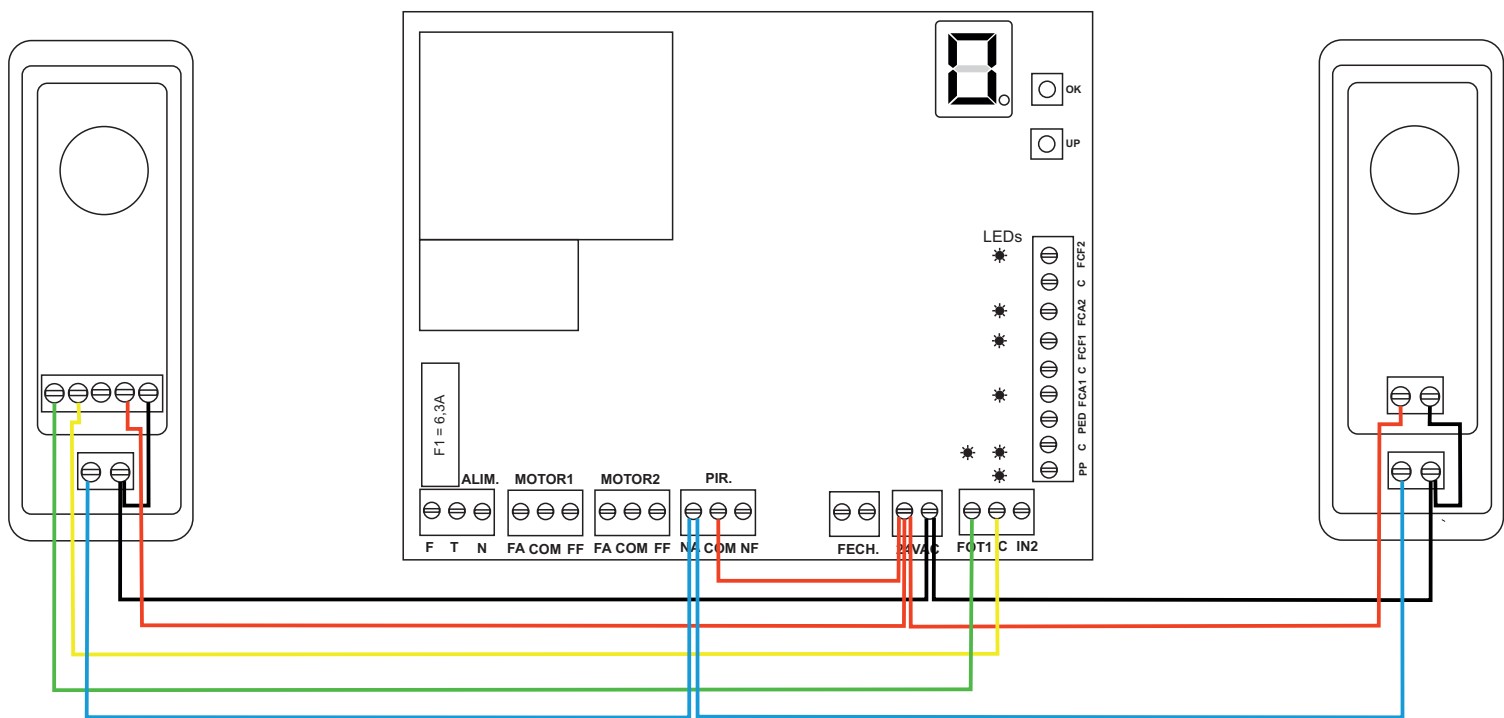 8.
OK
UP
LEDs
FCF2
C
FCA2
FCF1
C
FCA1
PED
C
PP
F1 = 6,3A
ALIM. MOTOR1 MOTOR2 PIR.
F T N FA COM FF FA COM FF NA COM NF FECH. 24VAC FOT1 C IN2